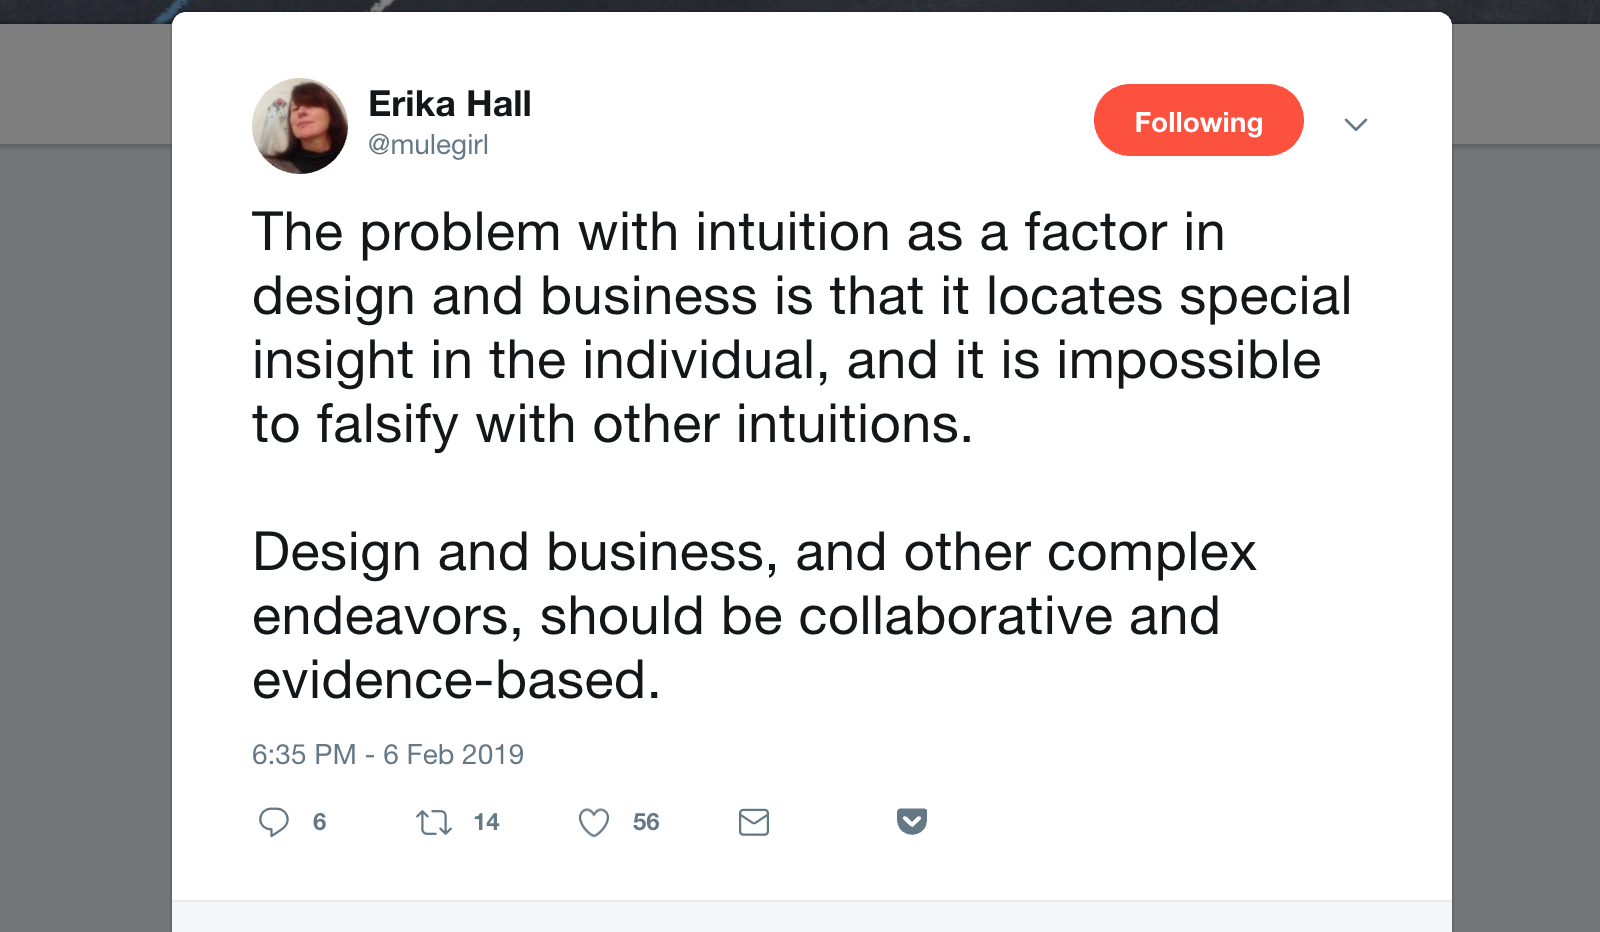 Erika Hall
@mulegirl
Following
The problem with intuition as a factor in
design and business is that it locates special
insight in the individual, and it is impossible
to falsify with other intuitions.
Design and business, and other complex
endeavors, should be collaborative and
evidence-based.
6:35 PM - 6 Feb 2019
6 14 56